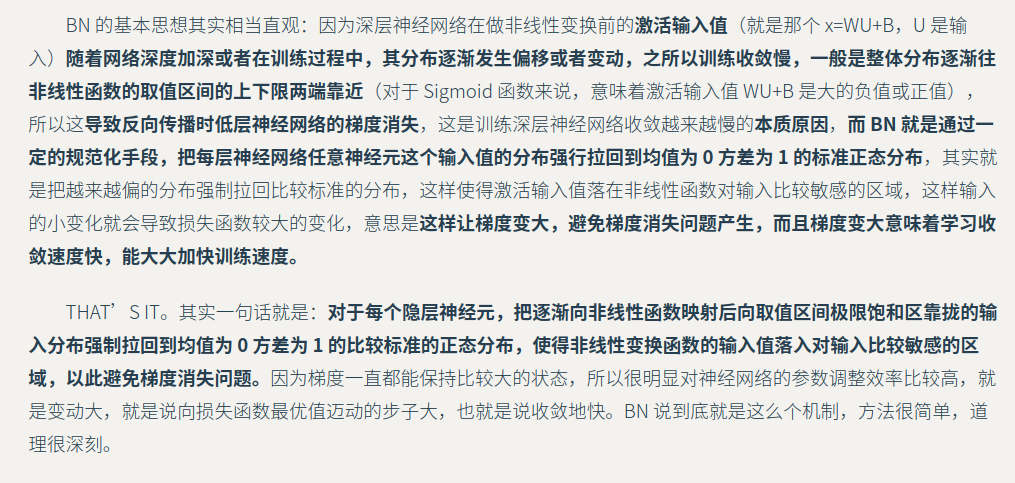 BN 的基本思想其实相当直观：因为深层神经网络在做非线性变换前的激活输入值（就是那个 x=WU+B，U 是输
入）随着网络深度加深或者在训练过程中，其分布逐渐发生偏移或者变动，之所以训练收敛慢，一般是整体分布逐渐往
非线性函数的取值区间的上下限两端靠近（对于 Sigmoid 函数来说，意味着激活输入值 WU+B 是大的负值或正值），
所以这导致反向传播时低层神经网络的梯度消失，这是训练深层神经网络收敛越来越慢的本质原因，而 BN 就是通过一
定的规范化手段，把每层神经网络任意神经元这个输入值的分布强行拉回到均值为 0 方差为 1 的标准正态分布，其实就
是把越来越偏的分布强制拉回比较标准的分布，这样使得激活输入值落在非线性函数对输入比较敏感的区域，这样输入
的小变化就会导致损失函数较大的变化，意思是这样让梯度变大，避免梯度消失问题产生，而且梯度变大意味着学习收
敛速度快，能大大加快训练速度。
THAT’S IT。其实一句话就是：对于每个隐层神经元，把逐渐向非线性函数映射后向取值区间极限饱和区靠拢的输
入分布强制拉回到均值为 0 方差为 1 的比较标准的正态分布，使得非线性变换函数的输入值落入对输入比较敏感的区
域，以此避免梯度消失问题。因为梯度一直都能保持比较大的状态，所以很明显对神经网络的参数调整效率比较高，就
是变动大，就是说向损失函数最优值迈动的步子大，也就是说收敛地快。BN 说到底就是这么个机制，方法很简单，道
理很深刻。